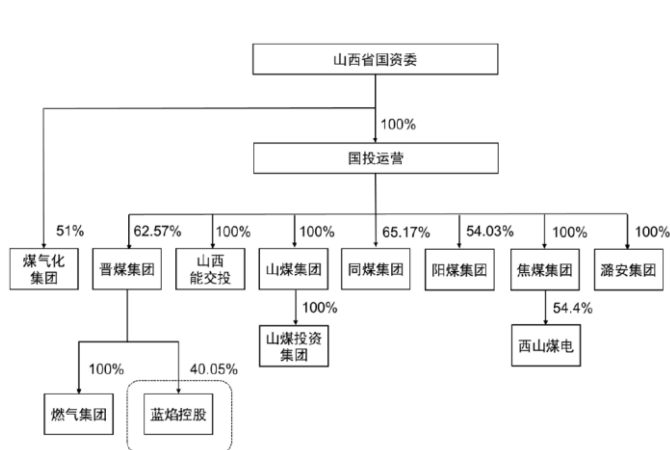 山西省国资委
100%
国投运营
51%
62.57%
100%
100%
65.17%
54.03%
100%
100%
煤气化
集团
晋煤集团
山西
能交投
山煤集团
同煤集团
阳煤集团
焦煤集团
潞安集团
100%
54.4%
山煤投资
集团
西山煤电
100%
40.05%
燃气集团
蓝焰控股